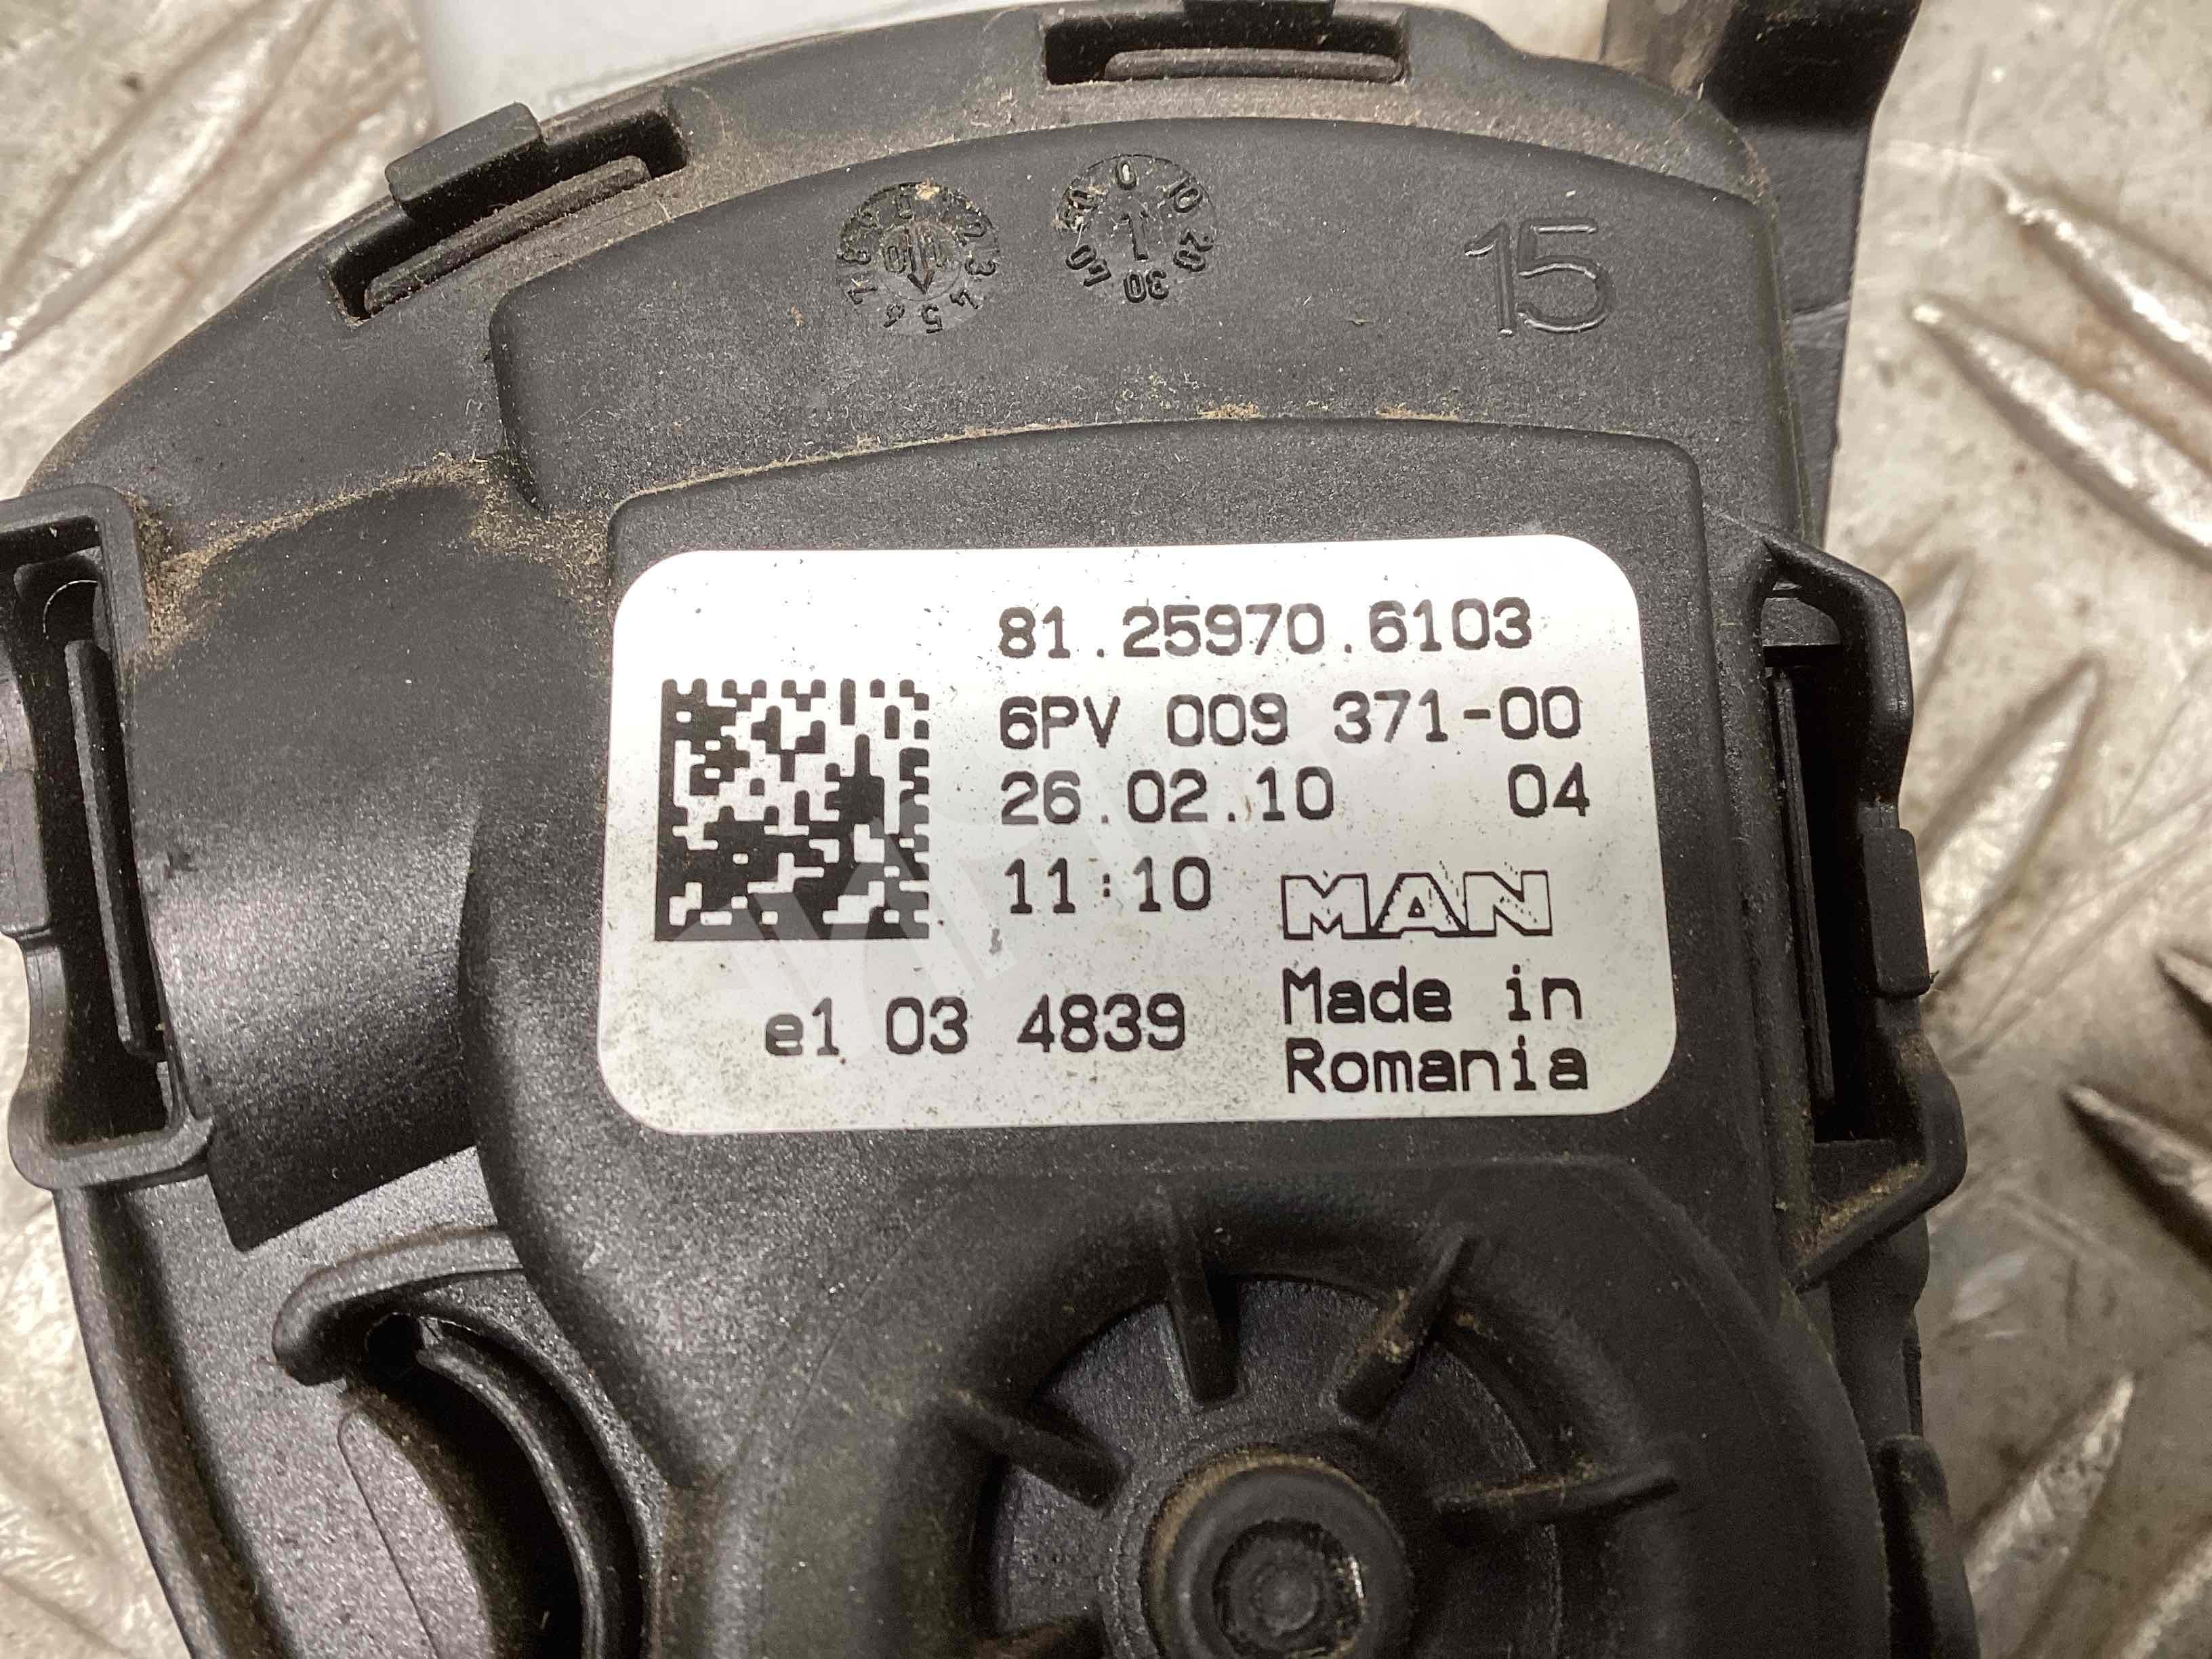 15
81.25970.6103
6PV 009 371-00
26.02.10 04
11:10 MAN
e1 03 4839
Made in
Romania